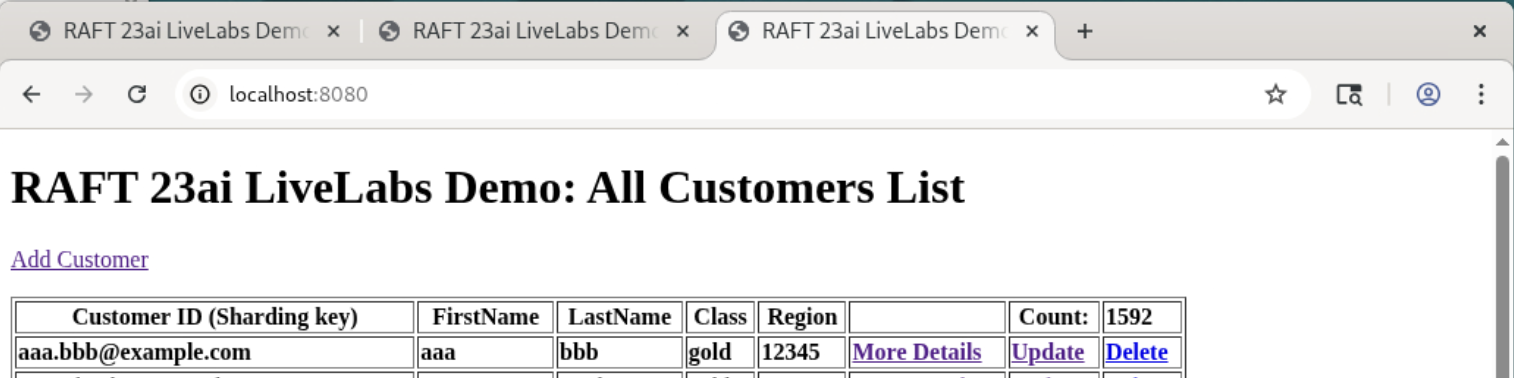 RAFT 23ai LiveLabs Demo RAFT 23ai LiveLabs Demo RAFT 23ai LiveLabs Demo
localhost:8080
RAFT 23ai LiveLabs Demo: All Customers List
Add Customer
Customer ID (Sharding key) FirstName LastName Class Region Count: 1592
aaa.bbb@example.com aaa bbb gold 12345 More Details Update Delete